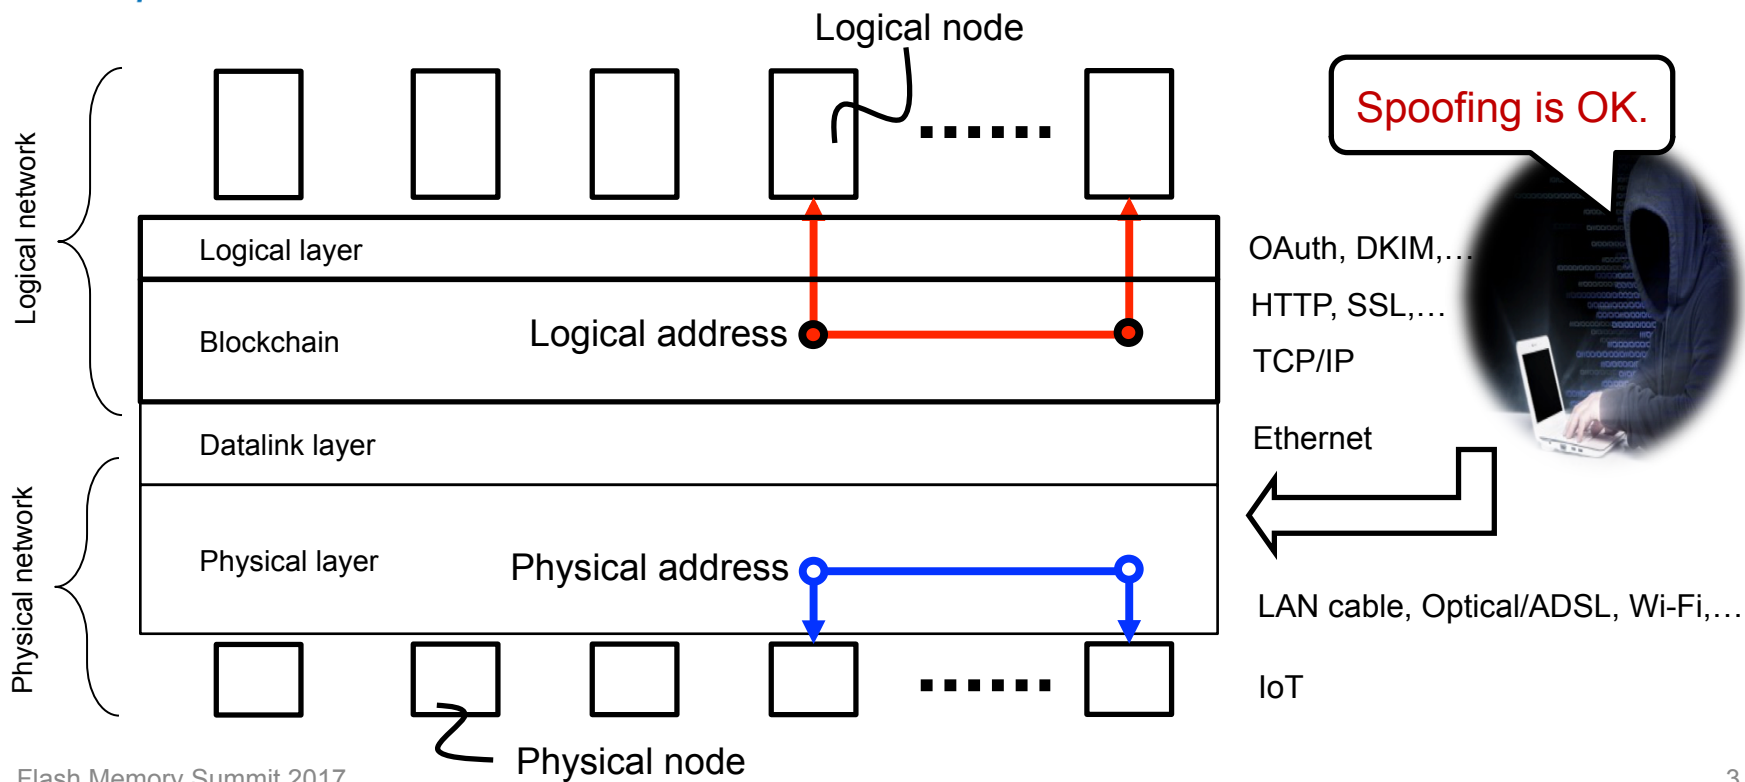 Logical node
Spoofing is OK.
Logical network
Logical layer
OAuth, DKIM,…
HTTP, SSL,…
Blockchain
Logical address
TCP/IP
Datalink layer
Ethernet
Physical network
Physical layer
Physical address
LAN cable, Optical/ADSL, Wi-Fi,…
IoT
Physical node
Flash Memory Summit 2017
3